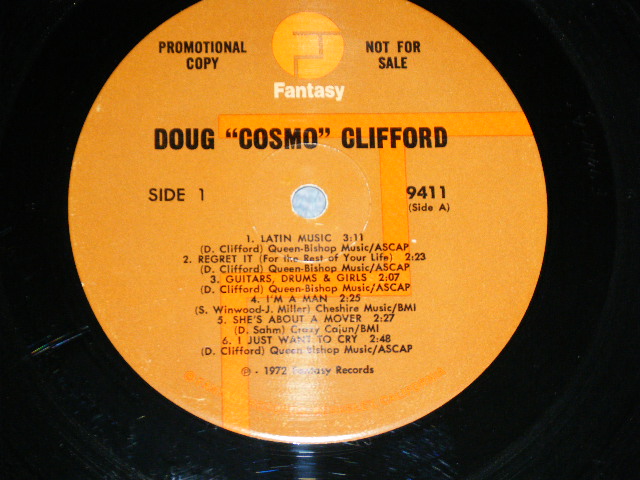 PROMOTIONAL COPY
NOT FOR SALE
Fantasy
DOUG "COSMO" CLIFFORD
SIDE 1
9411
(Side A)
1. LATIN MUSIC 3:11
(D. Clifford) Queen-Bishop Music/ASCAP
2. REGRET IT (For the Rest of Your Life) 2:23
(D. Clifford) Queen-Bishop Music/ASCAP
3. GUITARS, DRUMS & GIRLS 2:07
(D. Clifford) Queen-Bishop Music/ASCAP
4. I'M A MAN 2:25
(S. Winwood-J. Miller) Cheshire Music/BMI
5. SHE'S ABOUT A MOVER 2:27
(D. Sahm) Crazy Cajun/BMI
6. I JUST WANT TO CRY 2:48
(D. Clifford) Queen Bishop Music/ASCAP
℗ - 1972 Fantasy Records